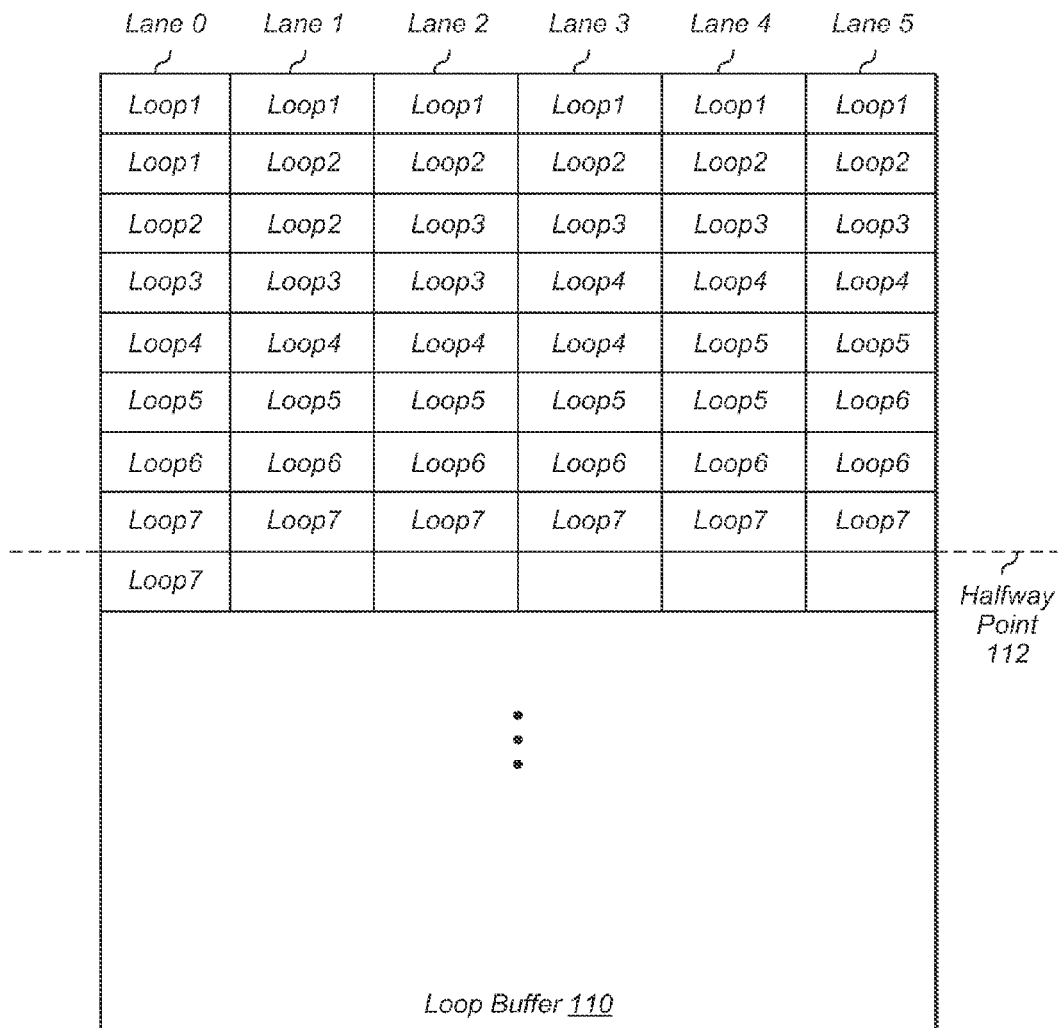 Lane 0 Lane 1 Lane 2 Lane 3 Lane 4 Lane 5
Loop1 Loop1 Loop1 Loop1 Loop1 Loop1
Loop1 Loop2 Loop2 Loop2 Loop2 Loop2
Loop2 Loop2 Loop3 Loop3 Loop3 Loop3
Loop3 Loop3 Loop3 Loop4 Loop4 Loop4
Loop4 Loop4 Loop4 Loop4 Loop5 Loop5
Loop5 Loop5 Loop5 Loop5 Loop5 Loop6
Loop6 Loop6 Loop6 Loop6 Loop6 Loop6
Loop7 Loop7 Loop7 Loop7 Loop7 Loop7
Loop7
Halfway
Point
112
Loop Buffer 110